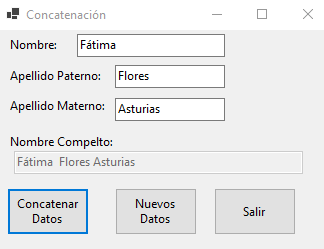 Concatenación
Nombre: Fátima
Apellido Paterno: Flores
Apellido Materno: Asturias
Nombre Compelto:
Fátima  Flores Asturias
Concatenar Datos
Nuevos Datos
Salir